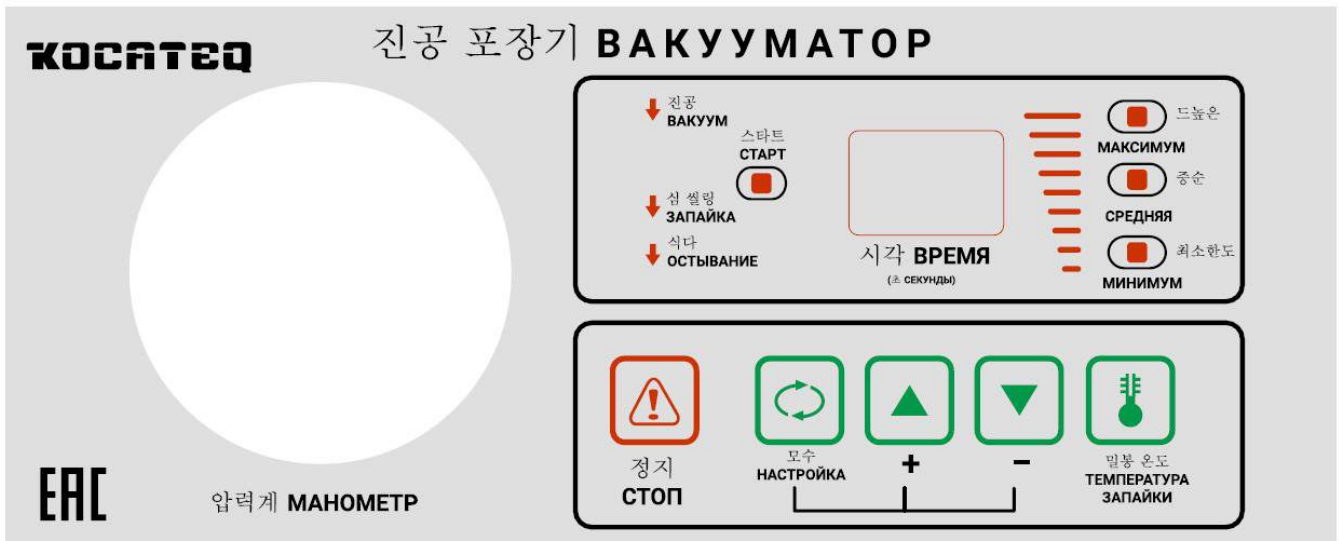 KOCATEQ
진공 포장기 ВАКУУМАТОР
진공
ВАКУУМ
스타트
СТАРТ
심 씰링
ЗАПАЙКА
식다
ОСТЫВАНИЕ
시각 ВРЕМЯ
(초 СЕКУНДЫ)
드높은
МАКСИМУМ
중순
СРЕДНЯЯ
최소한도
МИНИМУМ
정지
СТОП
모수
НАСТРОЙКА
+
−
밀봉 온도
ТЕМПЕРАТУРА
ЗАПАЙКИ
EAC
압력계 МАНОМЕТР